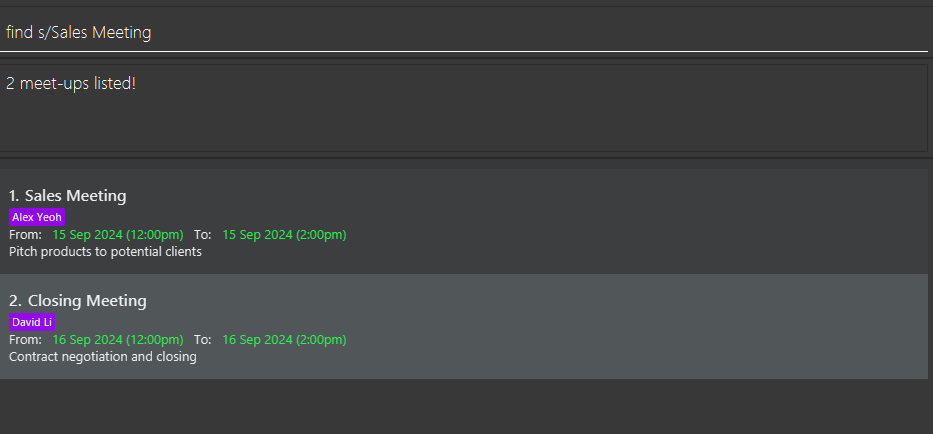 find s/Sales Meeting
2 meet-ups listed!
1. Sales Meeting
Alex Yeoh
From: 15 Sep 2024 (12:00pm) To: 15 Sep 2024 (2:00pm)
Pitch products to potential clients
2. Closing Meeting
David Li
From: 16 Sep 2024 (12:00pm) To: 16 Sep 2024 (2:00pm)
Contract negotiation and closing